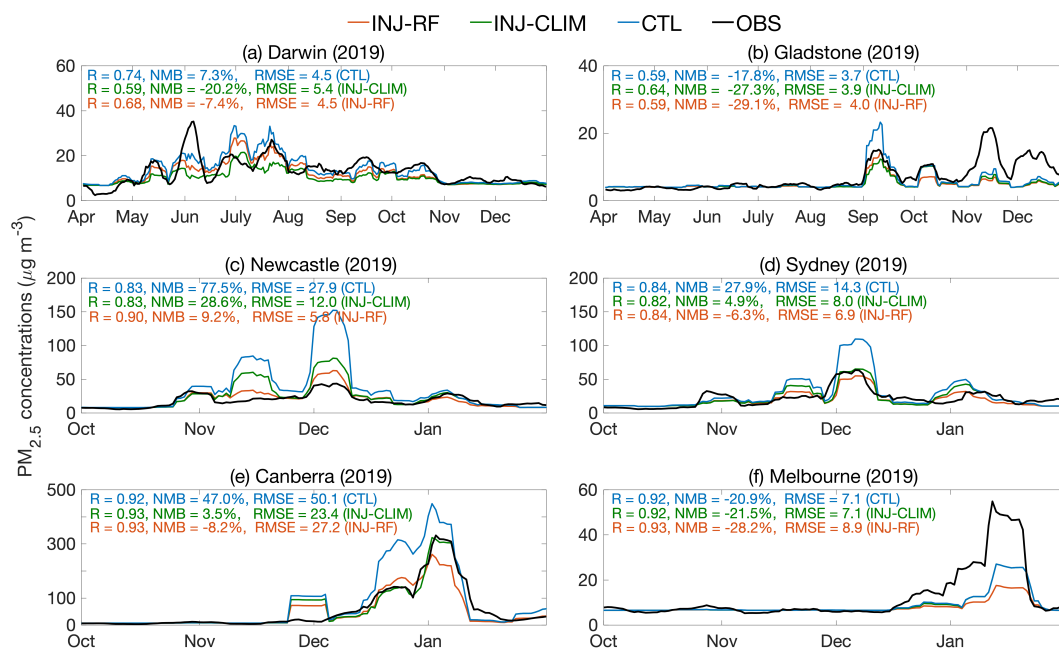 INJ-RF INJ-CLIM CTL OBS
(a) Darwin (2019)
R = 0.74, NMB = 7.3%, RMSE = 4.5 (CTL)
R = 0.59, NMB = -20.2%, RMSE = 5.4 (INJ-CLIM)
R = 0.68, NMB = -7.4%, RMSE = 4.5 (INJ-RF)
60
40
20
0
Apr May Jun July Aug Sep Oct Nov Dec
(b) Gladstone (2019)
R = 0.59, NMB = -17.8%, RMSE = 3.7 (CTL)
R = 0.64, NMB = -27.3%, RMSE = 3.9 (INJ-CLIM)
R = 0.59, NMB = -29.1%, RMSE = 4.0 (INJ-RF)
40
20
0
Apr May Jun July Aug Sep Oct Nov Dec
PM2.5 concentrations (μg m-3)
(c) Newcastle (2019)
R = 0.83, NMB = 77.5%, RMSE = 27.9 (CTL)
R = 0.83, NMB = 28.6%, RMSE = 12.0 (INJ-CLIM)
R = 0.90, NMB = 9.2%, RMSE = 5.8 (INJ-RF)
200
150
100
50
0
Oct Nov Dec Jan
(d) Sydney (2019)
R = 0.84, NMB = 27.9%, RMSE = 14.3 (CTL)
R = 0.82, NMB = 4.9%, RMSE = 8.0 (INJ-CLIM)
R = 0.84, NMB = -6.3%, RMSE = 6.9 (INJ-RF)
200
150
100
50
0
Oct Nov Dec Jan
(e) Canberra (2019)
R = 0.92, NMB = 47.0%, RMSE = 50.1 (CTL)
R = 0.93, NMB = 3.5%, RMSE = 23.4 (INJ-CLIM)
R = 0.93, NMB = -8.2%, RMSE = 27.2 (INJ-RF)
500
300
100
0
Oct Nov Dec Jan
(f) Melbourne (2019)
R = 0.92, NMB = -20.9%, RMSE = 7.1 (CTL)
R = 0.92, NMB = -21.5%, RMSE = 7.1 (INJ-CLIM)
R = 0.93, NMB = -28.2%, RMSE = 8.9 (INJ-RF)
60
40
20
0
Oct Nov Dec Jan